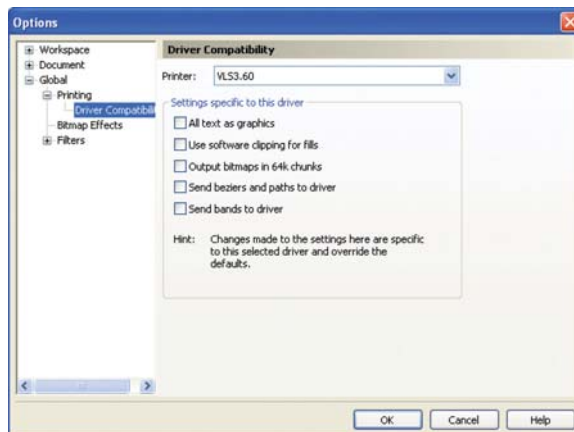 Options
Workspace
Document
Global
Printing
Driver Compatibili
Bitmap Effects
Filters
Driver Compatibility
Printer: VLS3.60
Settings specific to this driver
All text as graphics
Use software clipping for fills
Output bitmaps in 64k chunks
Send beziers and paths to driver
Send bands to driver
Hint: Changes made to the settings here are specific
to this selected driver and override the
defaults.
OK Cancel Help